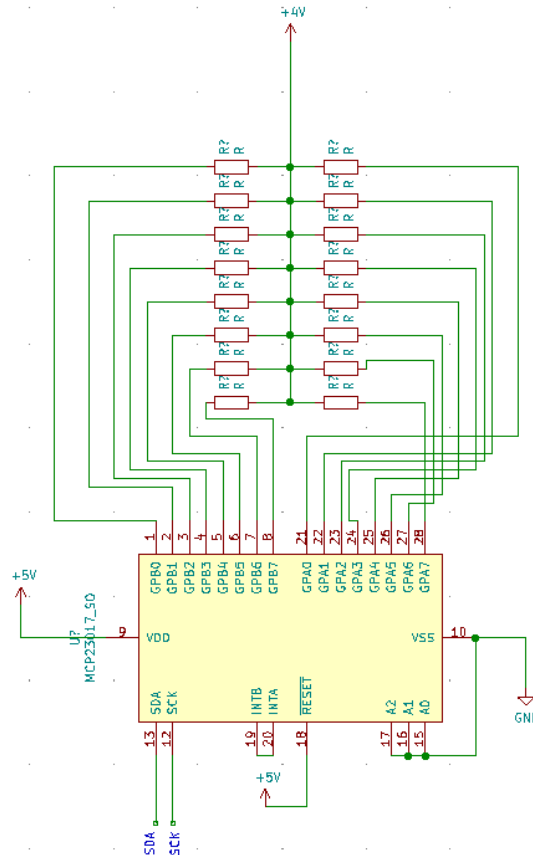 +4V
R? R R? R
R? R R? R
R? R R? R
R? R R? R
R? R R? R
R? R R? R
R? R R? R
R? R R? R
1 2 3 4 5 6 7 8 21 22 23 24 25 26 27 28
GPB0 GPB1 GPB2 GPB3 GPB4 GPB5 GPB6 GPB7 GPA0 GPA1 GPA2 GPA3 GPA4 GPA5 GPA6 GPA7
+5V
U?
MCP23017_SO
9 VDD VSS 10
GND
SDA SCK INTB INTA RESET A2 A1 A0
13 12 19 20 18 17 16 15
+5V
SDA SCK